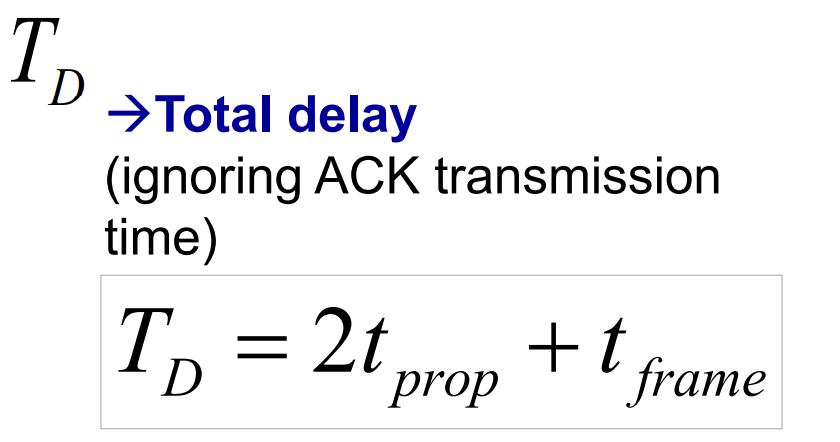 T_D
→Total delay
(ignoring ACK transmission
time)
T_D = 2t_prop + t_frame